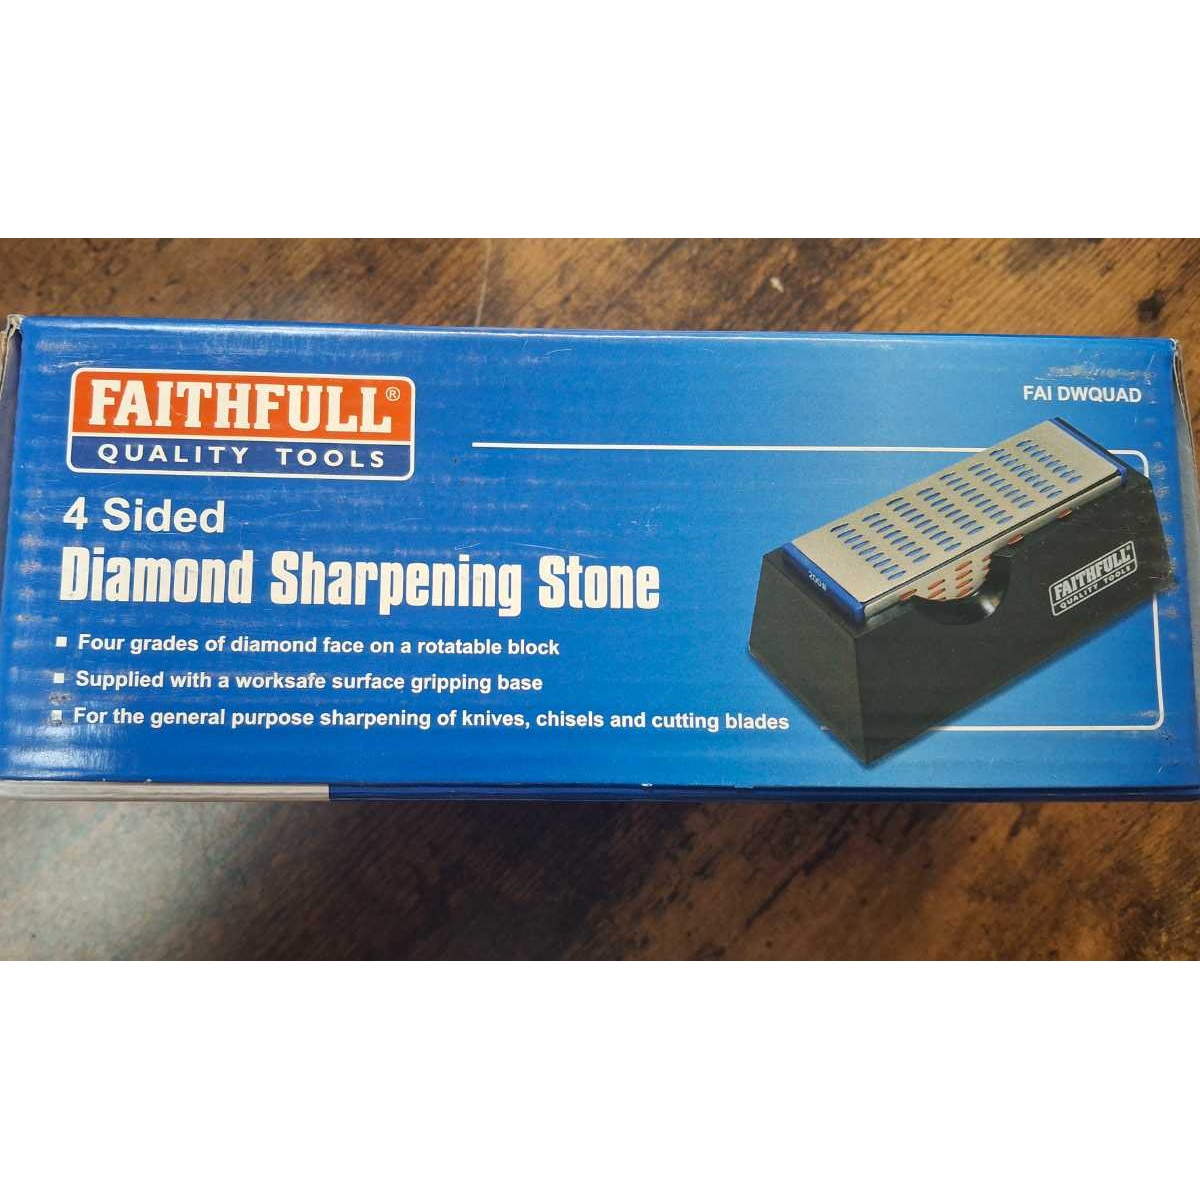 FAITHFULL®
QUALITY TOOLS
FAI DWQUAD
4 Sided
Diamond Sharpening Stone
▪ Four grades of diamond face on a rotatable block
▪ Supplied with a worksafe surface gripping base
▪ For the general purpose sharpening of knives, chisels and cutting blades
FAITHFULL®
QUALITY TOOLS